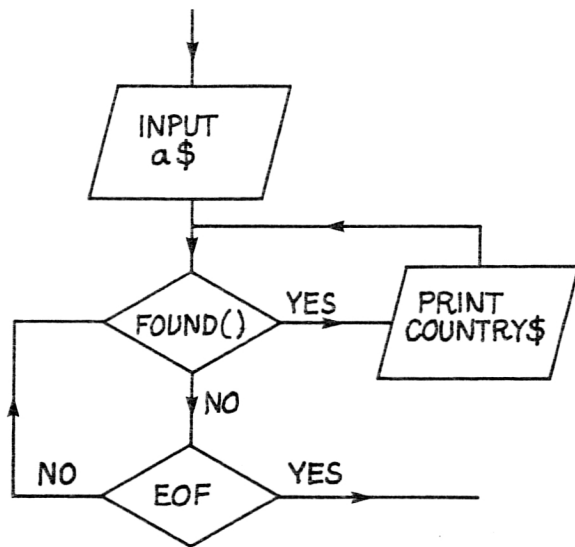 INPUT
a$
FOUND()
YES
PRINT
COUNTRY$
NO
NO
EOF
YES